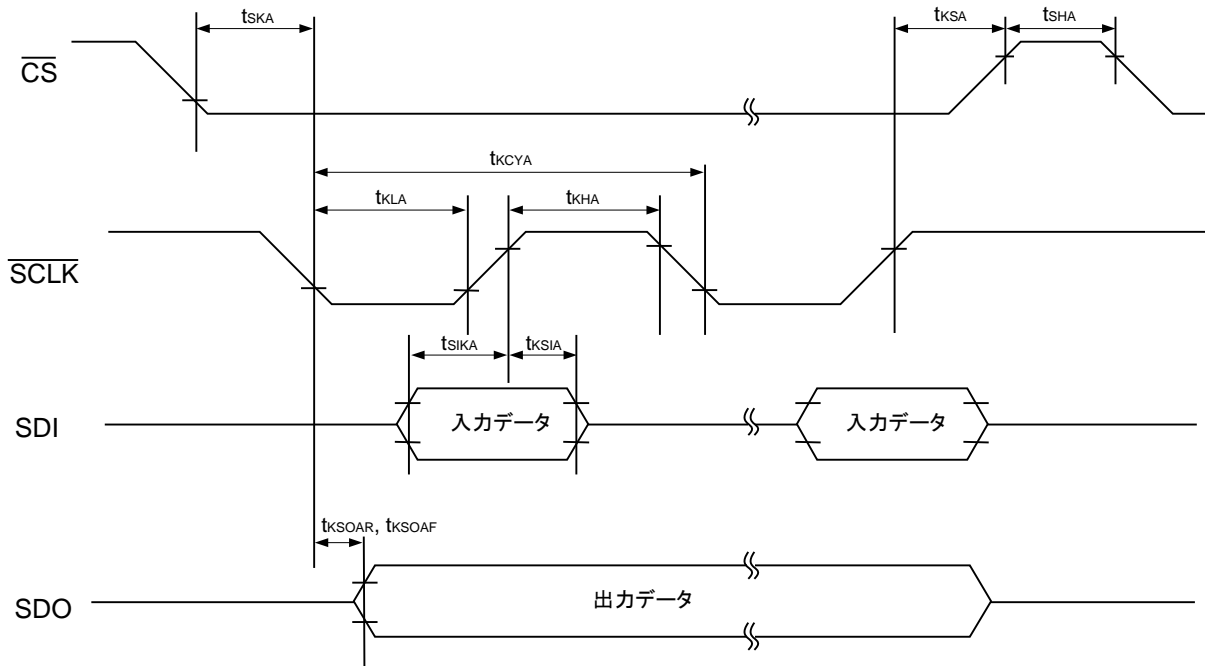 tSKA
tKSA
tSHA
CS
tKCYA
tKLA
tKHA
SCLK
tSIKA
tKSIA
SDI
入力データ
入力データ
tKSOAR, tKSOAF
SDO
出力データ